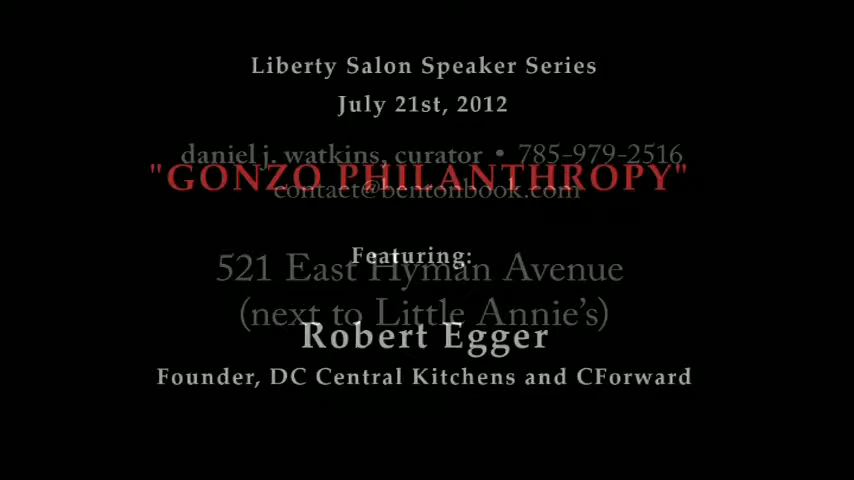 Liberty Salon Speaker Series
July 21st, 2012
daniel j. watkins, curator • 785-979-2516
"GONZO PHILANTHROPY"
contact@bentonbook.com
Featuring:
521 East Hyman Avenue
(next to Little Annie's)
Robert Egger
Founder, DC Central Kitchens and CForward